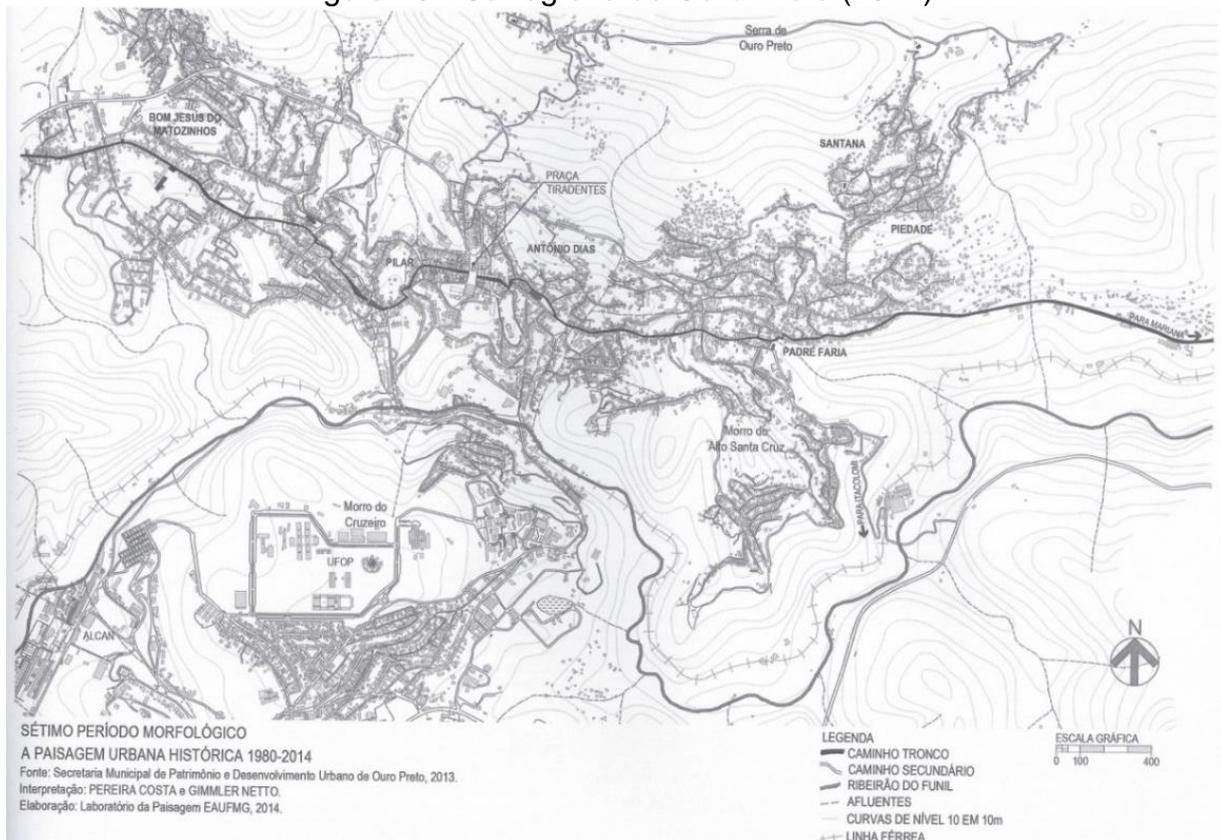 Serra de
Ouro Preto
BOM JESUS DO
MATOZINHOS
SANTANA
PRAÇA
TIRADENTES
PIEDADE
ANTÔNIO DIAS
PILAR
PARA MARIANA
PADRE FARIA
Morro do
Alto Santa Cruz
PARA ITACOLOMI
Morro do
Cruzeiro
UFOP
ALCAN
N
SÉTIMO PERÍODO MORFOLÓGICO
A PAISAGEM URBANA HISTÓRICA 1980-2014
Fonte: Secretaria Municipal de Patrimônio e Desenvolvimento Urbano de Ouro Preto, 2013.
Interpretação: PEREIRA COSTA e GIMMLER NETTO.
Elaboração: Laboratório da Paisagem EAUFMG, 2014.
LEGENDA
CAMINHO TRONCO
CAMINHO SECUNDÁRIO
RIBEIRÃO DO FUNIL
AFLUENTES
CURVAS DE NÍVEL 10 EM 10m
LINHA FÉRREA
ESCALA GRÁFICA
0 100 400